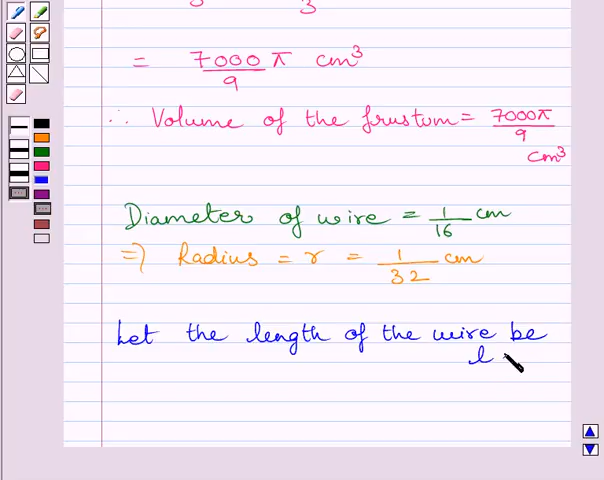 3
= 7000π/9 cm³
∴ Volume of the frustum = 7000π/9 cm³
Diameter of wire = 1/16 cm
⇒ Radius = r = 1/32 cm
Let the length of the wire be
l